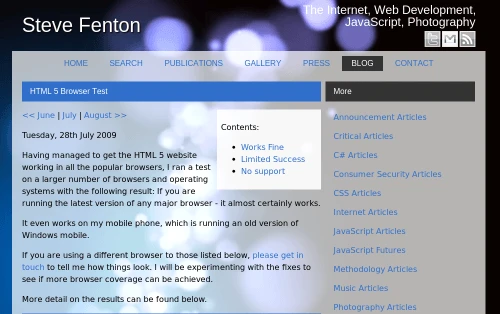 Steve Fenton
The Internet, Web Development,
JavaScript, Photography
HOME SEARCH PUBLICATIONS GALLERY PRESS BLOG CONTACT
HTML 5 Browser Test
<< June | July | August >>
Tuesday, 28th July 2009
Contents:
Works Fine
Limited Success
No support
Having managed to get the HTML 5 website
working in all the popular browsers, I ran a test
on a larger number of browsers and operating
systems with the following result: If you are
running the latest version of any major browser - it almost certainly works.
It even works on my mobile phone, which is running an old version of
Windows mobile.
If you are using a different browser to those listed below, please get in
touch to tell me how things look. I will be experimenting with the fixes to
see if more browser coverage can be achieved.
More detail on the results can be found below.
More
Announcement Articles
Critical Articles
C# Articles
Consumer Security Articles
CSS Articles
Internet Articles
JavaScript Articles
JavaScript Futures
Methodology Articles
Music Articles
Photography Articles